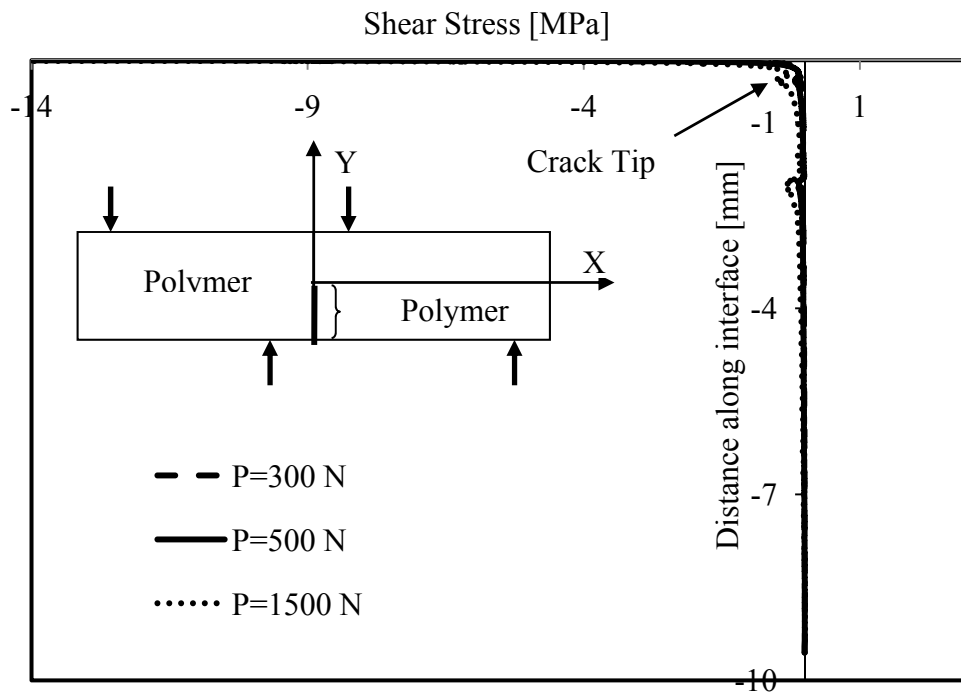 Shear Stress [MPa]
-14
-9
-4
1
-1
Crack Tip
Y
X
Polvmer
Polymer
Distance along interface [mm]
-4
-7
-10
P=300 N
P=500 N
P=1500 N